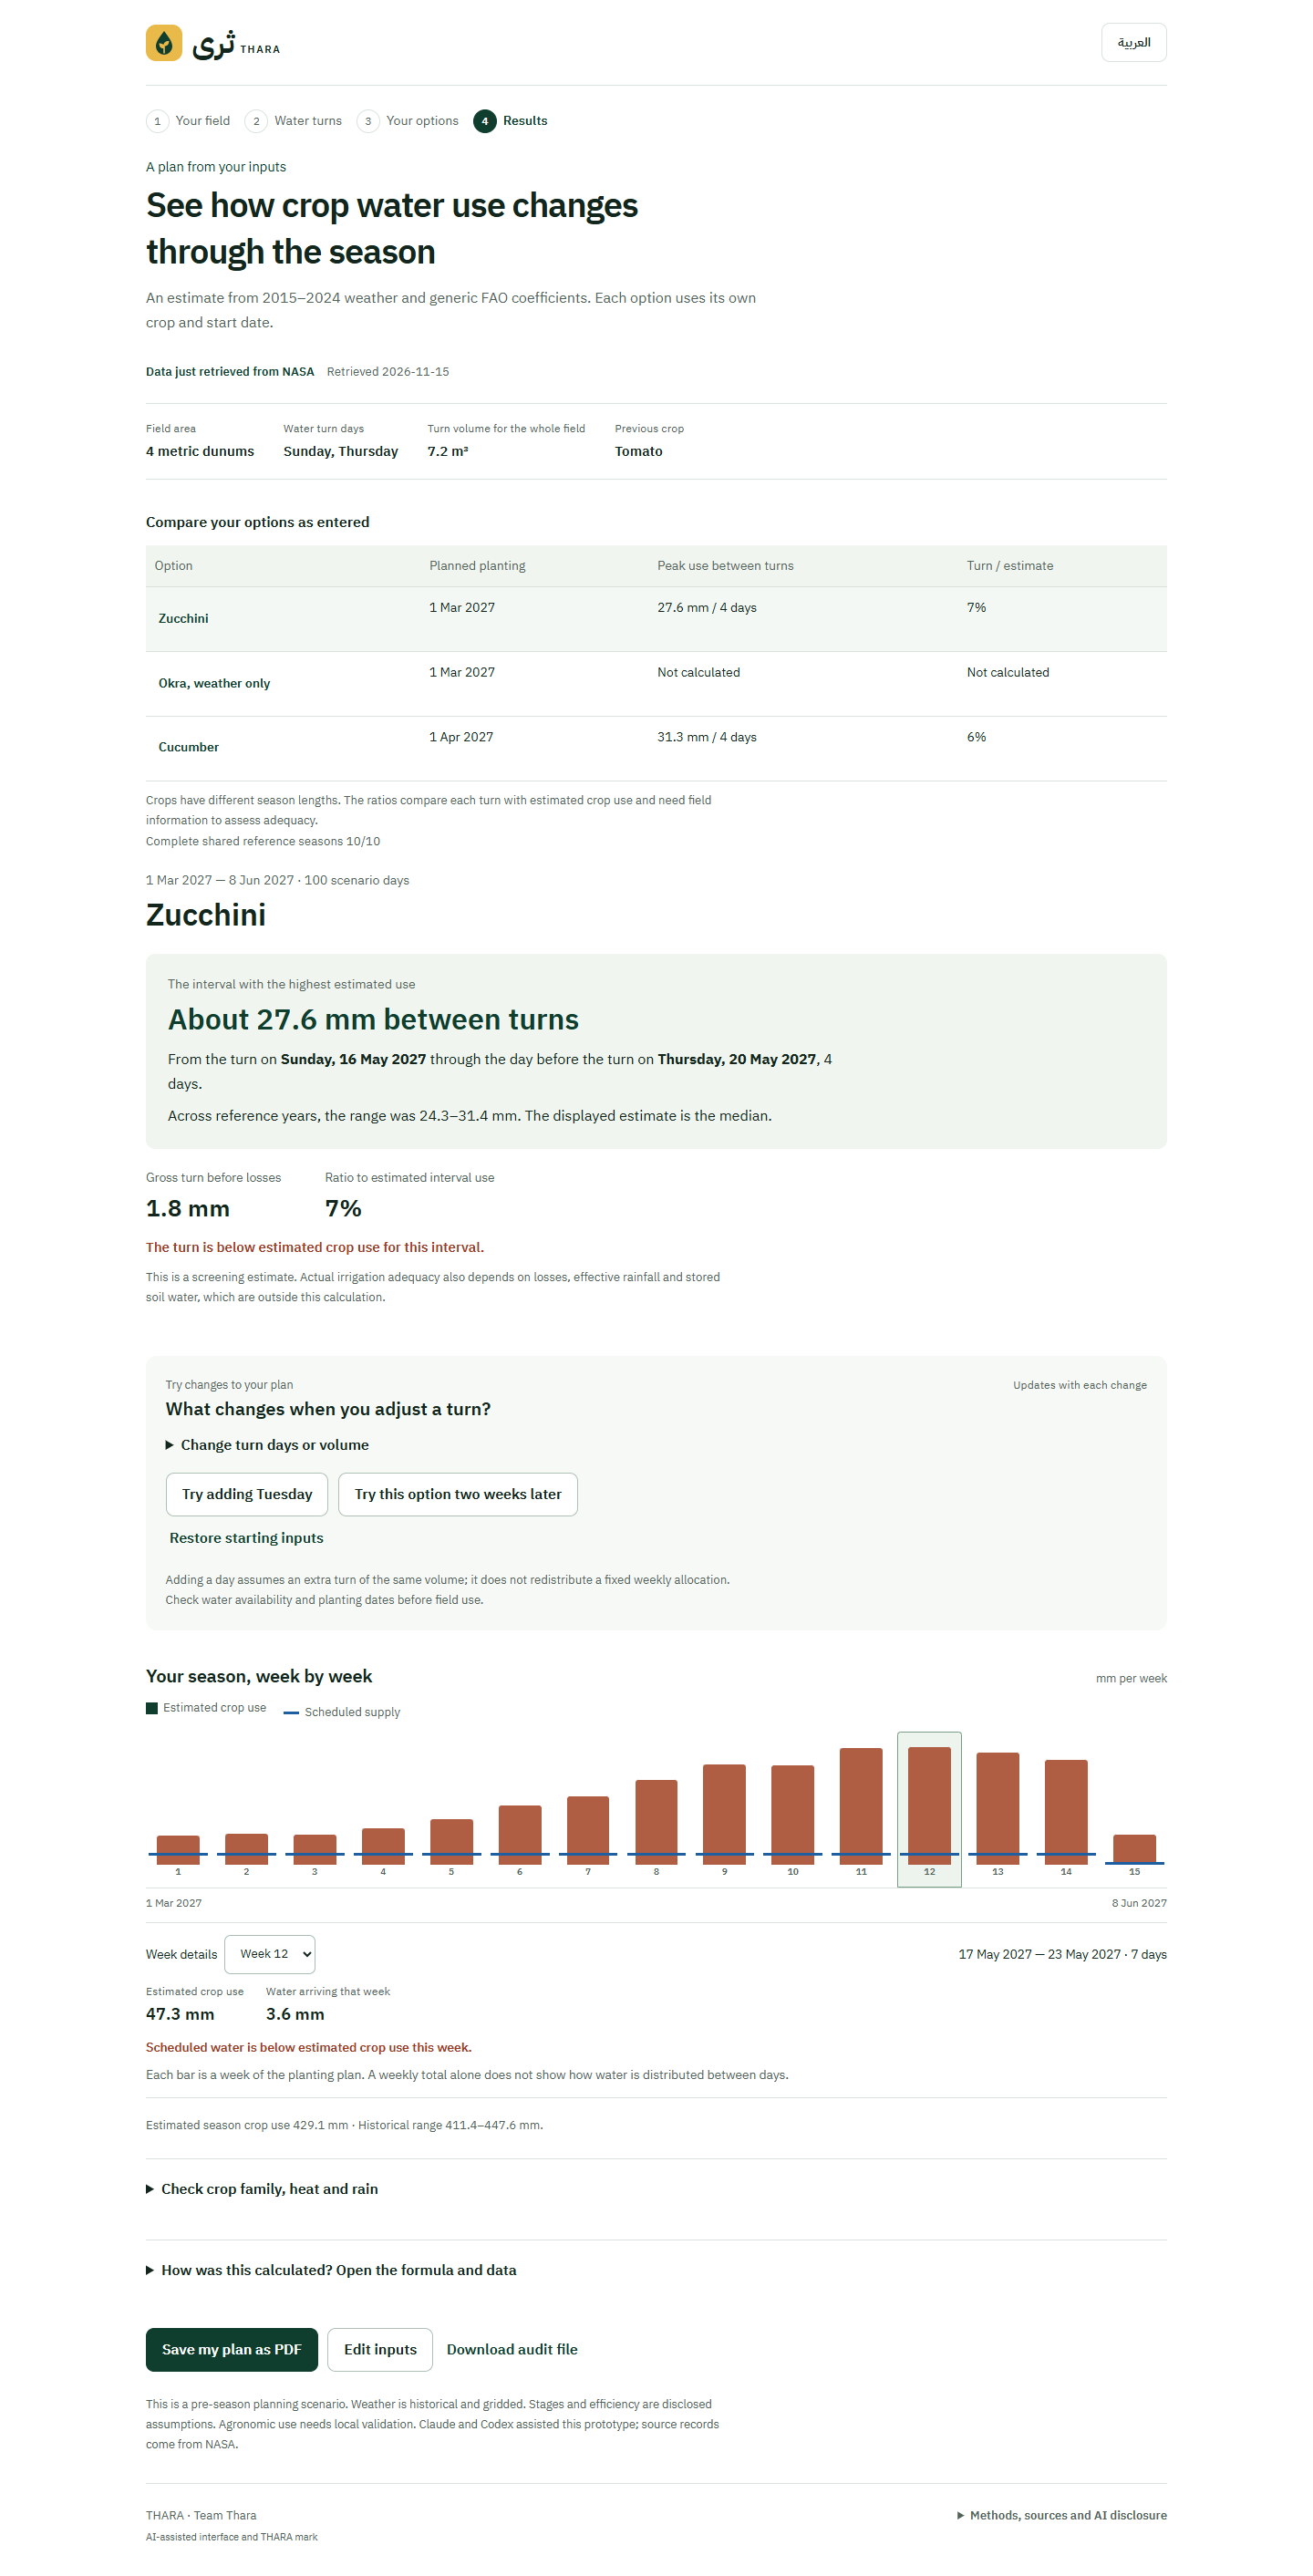 ثرى THARA
العربية
1 Your field 2 Water turns 3 Your options 4 Results
A plan from your inputs
See how crop water use changes
through the season
An estimate from 2015–2024 weather and generic FAO coefficients. Each option uses its own
crop and start date.
Data just retrieved from NASA Retrieved 2026-11-15
Field area Water turn days Turn volume for the whole field Previous crop
4 metric dunums Sunday, Thursday 7.2 m³ Tomato
Compare your options as entered
Option Planned planting Peak use between turns Turn / estimate
Zucchini 1 Mar 2027 27.6 mm / 4 days 7%
Okra, weather only 1 Mar 2027 Not calculated Not calculated
Cucumber 1 Apr 2027 31.3 mm / 4 days 6%
Crops have different season lengths. The ratios compare each turn with estimated crop use and need field
information to assess adequacy.
Complete shared reference seasons 10/10
1 Mar 2027 — 8 Jun 2027 · 100 scenario days
Zucchini
The interval with the highest estimated use
About 27.6 mm between turns
From the turn on Sunday, 16 May 2027 through the day before the turn on Thursday, 20 May 2027, 4
days.
Across reference years, the range was 24.3–31.4 mm. The displayed estimate is the median.
Gross turn before losses Ratio to estimated interval use
1.8 mm 7%
The turn is below estimated crop use for this interval.
This is a screening estimate. Actual irrigation adequacy also depends on losses, effective rainfall and stored
soil water, which are outside this calculation.
Try changes to your plan Updates with each change
What changes when you adjust a turn?
Change turn days or volume
Try adding Tuesday Try this option two weeks later
Restore starting inputs
Adding a day assumes an extra turn of the same volume; it does not redistribute a fixed weekly allocation.
Check water availability and planting dates before field use.
Your season, week by week mm per week
Estimated crop use Scheduled supply
1 2 3 4 5 6 7 8 9 10 11 12 13 14 15
1 Mar 2027 8 Jun 2027
Week details Week 12 17 May 2027 — 23 May 2027 · 7 days
Estimated crop use Water arriving that week
47.3 mm 3.6 mm
Scheduled water is below estimated crop use this week.
Each bar is a week of the planting plan. A weekly total alone does not show how water is distributed between days.
Estimated season crop use 429.1 mm · Historical range 411.4–447.6 mm.
Check crop family, heat and rain
How was this calculated? Open the formula and data
Save my plan as PDF Edit inputs Download audit file
This is a pre-season planning scenario. Weather is historical and gridded. Stages and efficiency are disclosed
assumptions. Agronomic use needs local validation. Claude and Codex assisted this prototype; source records
come from NASA.
THARA · Team Thara Methods, sources and AI disclosure
AI-assisted interface and THARA mark